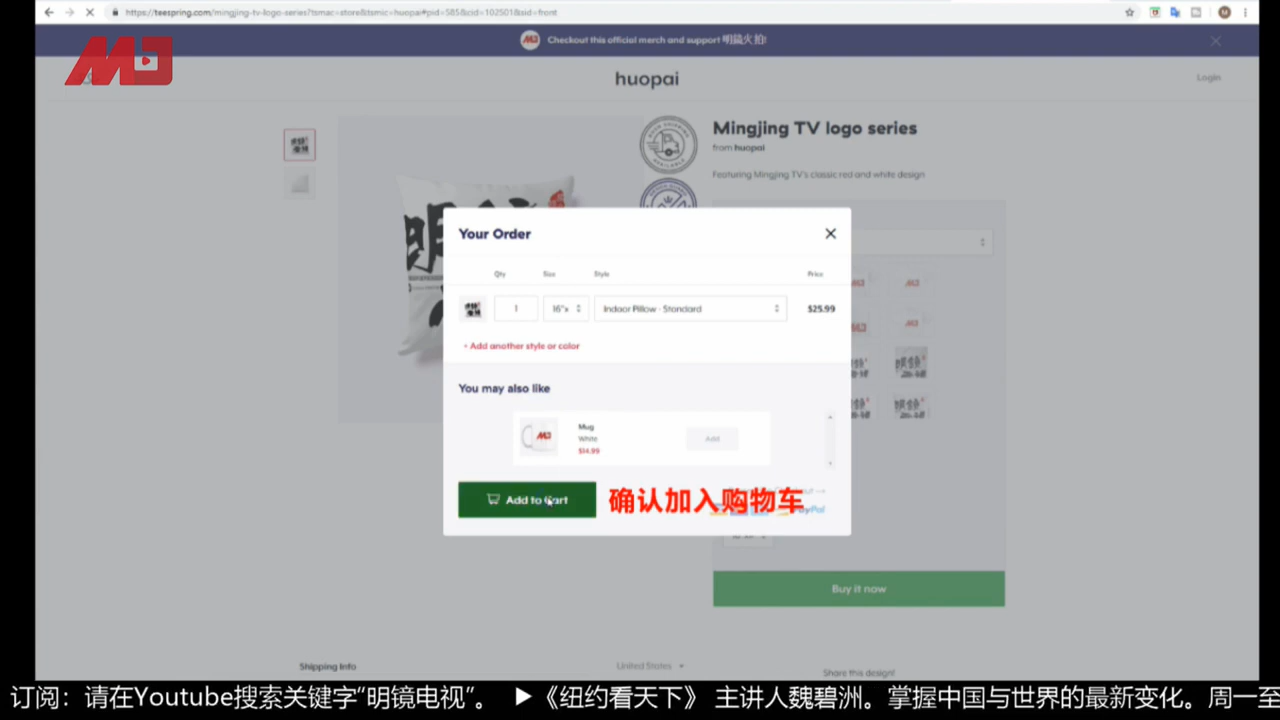 https://teespring.com/mingjing-tv-logo-series?tsmac=store&tsmic=huopai#pid=585&cid=102501&sid=front
Checkout this official merch and support 明鏡火拍!
MJ
huopai
Login
Mingjing TV logo series
from huopai
Featuring Mingjing TV's classic red and white design
Your Order
Qty
Size
Style
Price
1
16"x
Indoor Pillow - Standard
$25.99
+ Add another style or color
You may also like
Mug
White
$14.99
Add
Add to Cart
确认加入购物车
Buy it now
Shipping Info
United States
Share this design!
订阅：请在Youtube搜索关键字“明镜电视”。 ▶《纽约看天下》 主讲人魏碧洲。掌握中国与世界的最新变化。周一至